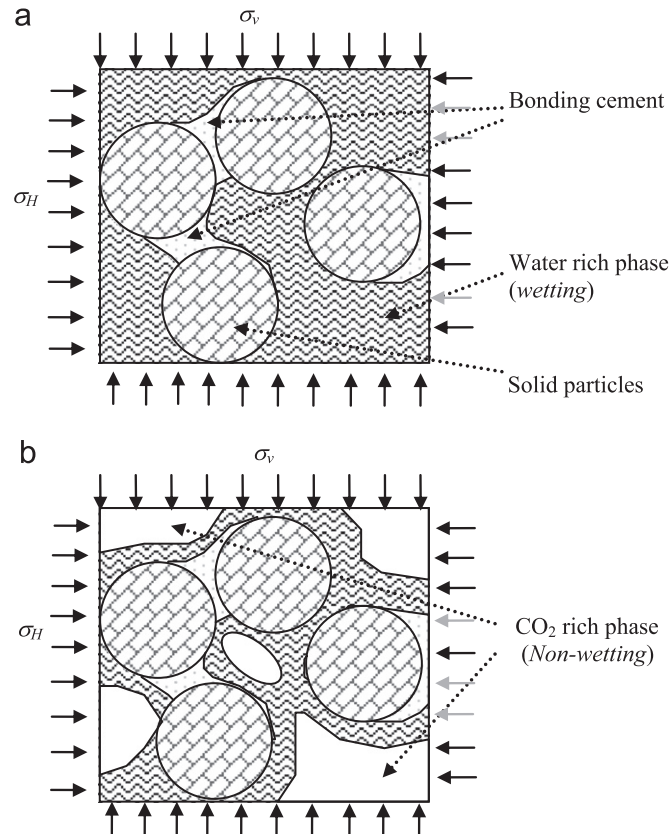 a
σv
Bonding cement
σH
Water rich phase
(wetting)
Solid particles
b
σv
σH
CO₂ rich phase
(Non-wetting)